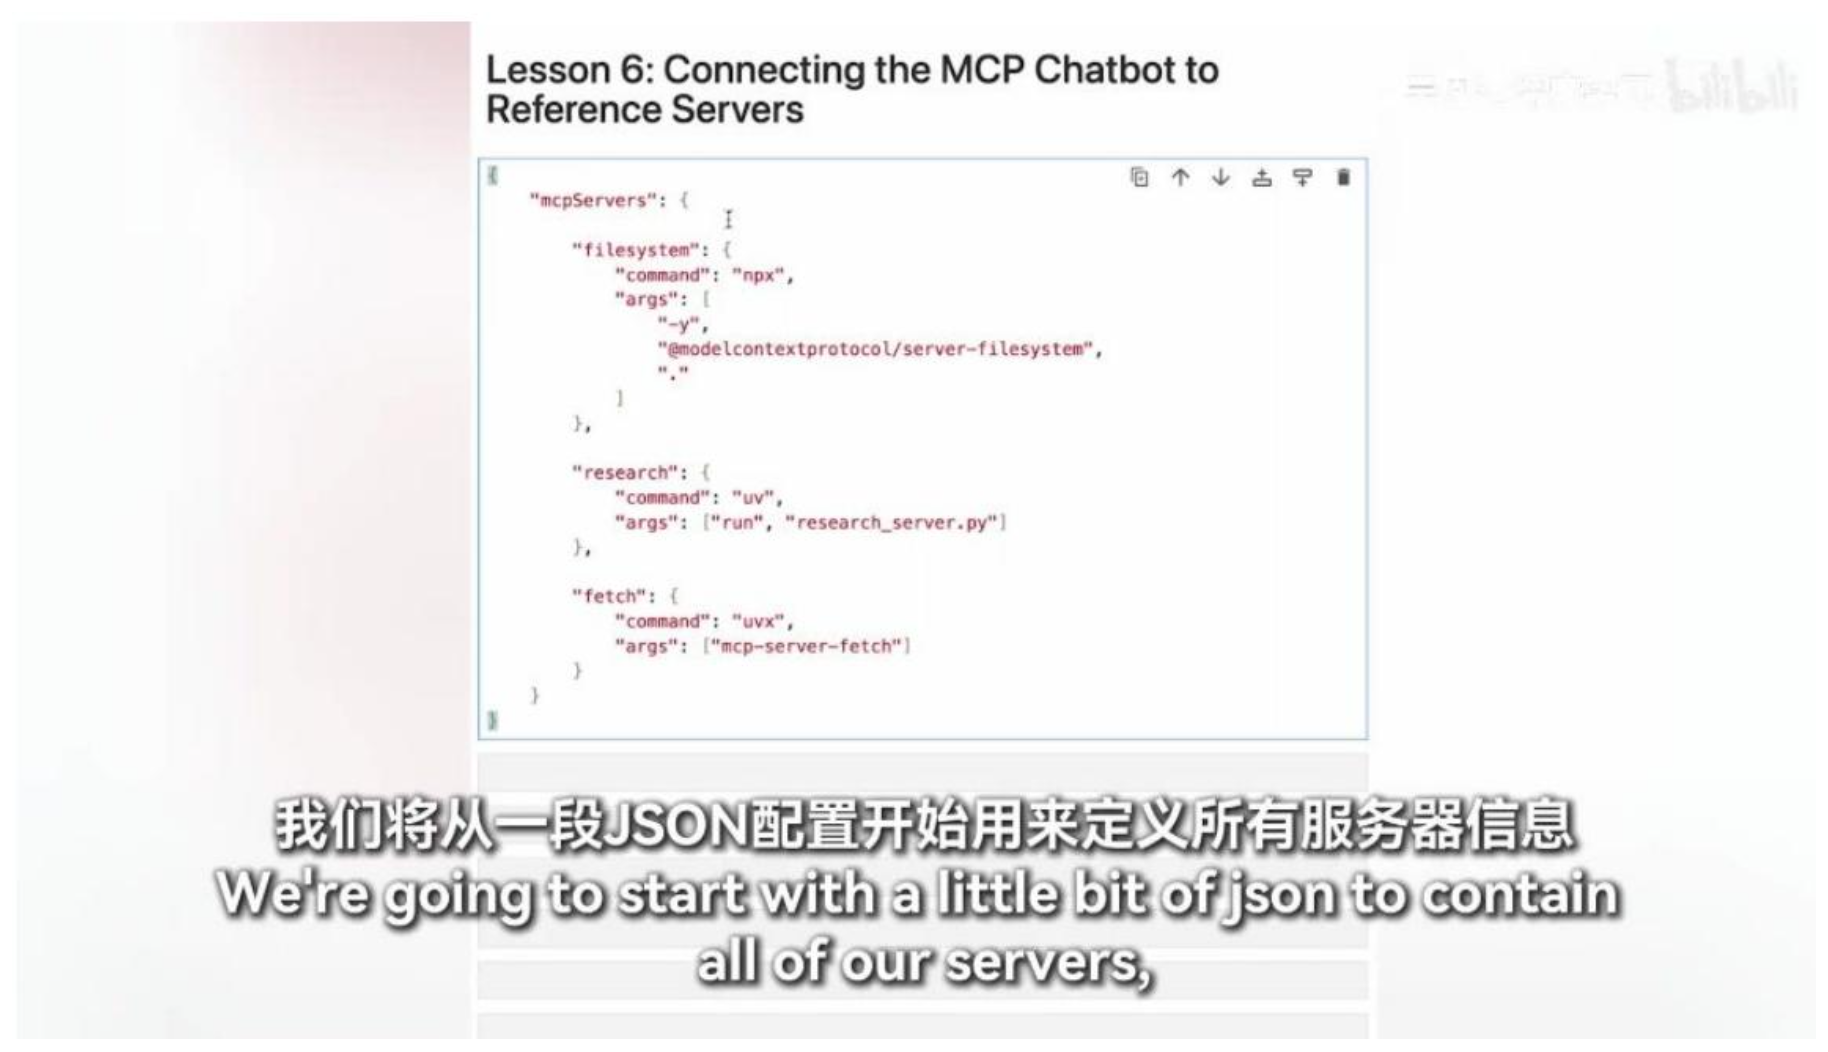 Lesson 6: Connecting the MCP Chatbot to
Reference Servers
bilibili
{
"mcpServers": {
"filesystem": {
"command": "npx",
"args": [
"-y",
"@modelcontextprotocol/server-filesystem",
"."
]
},
"research": {
"command": "uv",
"args": ["run", "research_server.py"]
},
"fetch": {
"command": "uvx",
"args": ["mcp-server-fetch"]
}
}
}
我们将从一段JSON配置开始用来定义所有服务器信息
We're going to start with a little bit of json to contain
all of our servers,